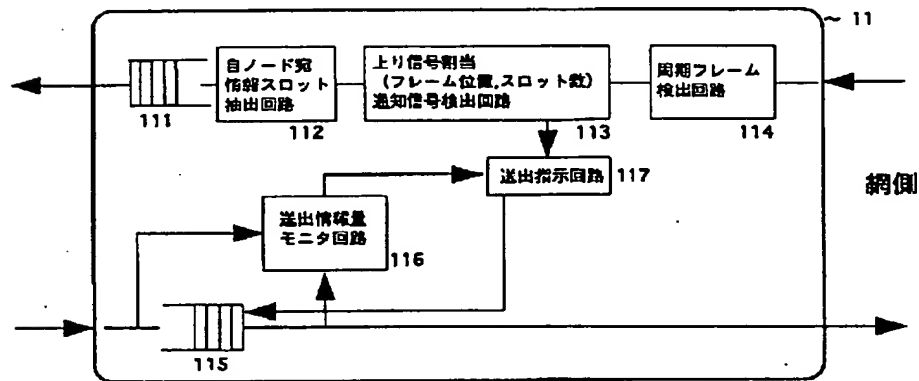 ~ 11
自ノード宛
情報スロット
抽出回路
上り信号割当
(フレーム位置,スロット数)
通知信号検出回路
周期フレーム
検出回路
111
112
113
114
送出指示回路
117
網側
送出情報量
モニタ回路
116
115